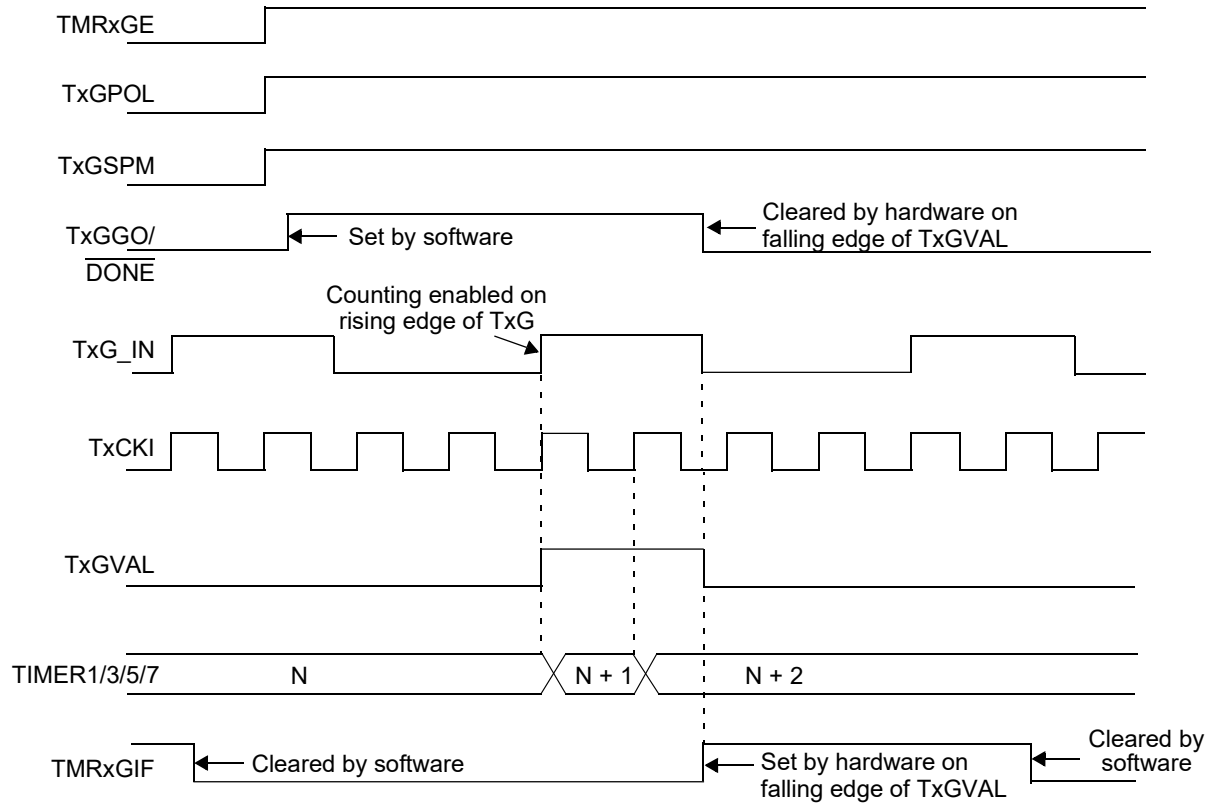 TMRxGE
TxGPOL
TxGSPM
TxGGO/
DONE
Set by software
Cleared by hardware on
falling edge of TxGVAL
Counting enabled on
rising edge of TxG
TxG_IN
TxCKI
TxGVAL
TIMER1/3/5/7
N
N + 1
N + 2
TMRxGIF
Cleared by software
Set by hardware on
falling edge of TxGVAL
Cleared by
software